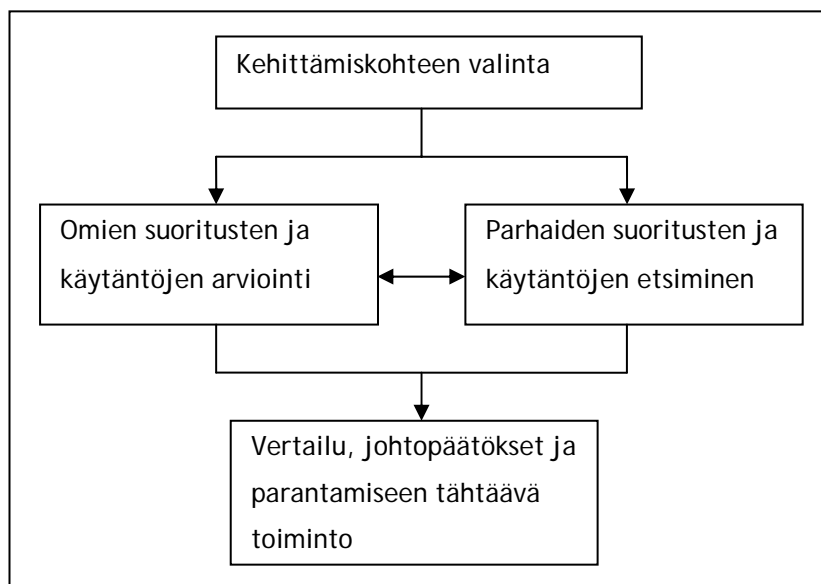 Kehittämiskohteen valinta
Omien suoritusten ja
käytäntöjen arviointi
Parhaiden suoritusten ja
käytäntöjen etsiminen
Vertailu, johtopäätökset ja
parantamiseen tähtäävä
toiminto